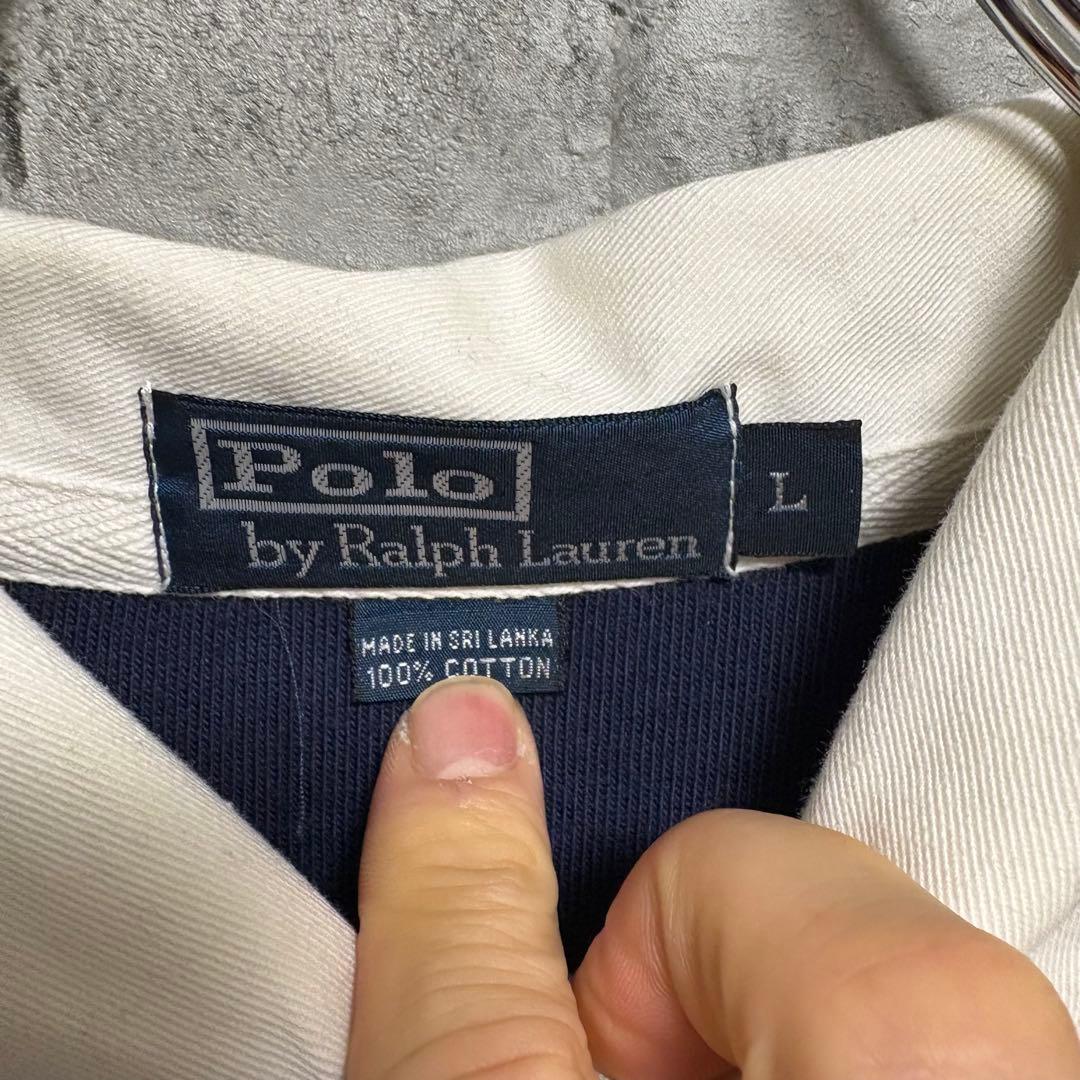 Polo
by Ralph Lauren
L
MADE IN SRI LANKA
100% COTTON